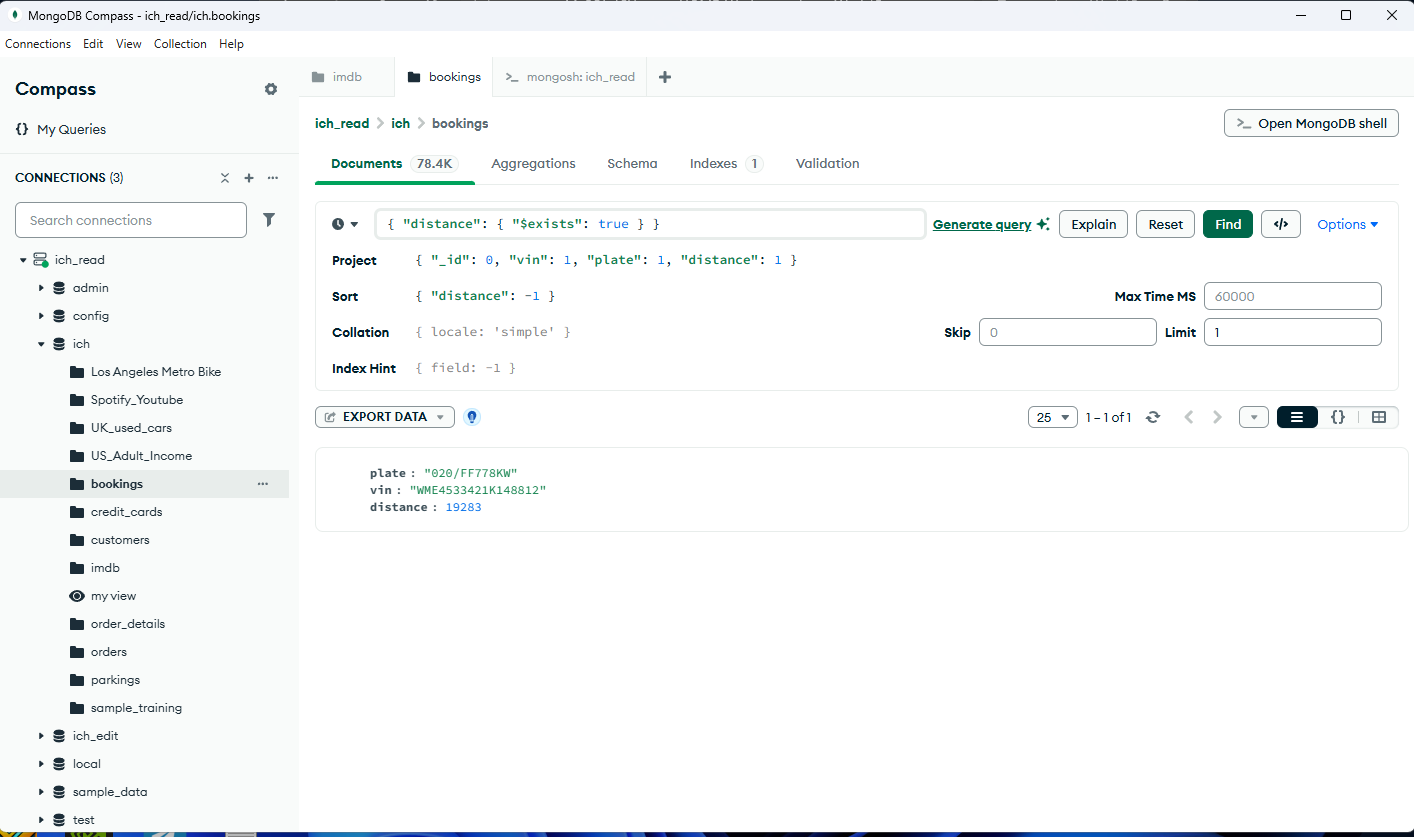 MongoDB Compass - ich_read/ich.bookings
Connections Edit View Collection Help
Compass
{} My Queries
CONNECTIONS (3)
Search connections
ich_read
admin
config
ich
Los Angeles Metro Bike
Spotify_Youtube
UK_used_cars
US_Adult_Income
bookings
credit_cards
customers
imdb
my view
order_details
orders
parkings
sample_training
ich_edit
local
sample_data
test
imdb bookings >_ mongosh: ich_read
ich_read > ich > bookings
>_ Open MongoDB shell
Documents 78.4K Aggregations Schema Indexes 1 Validation
{ "distance": { "$exists": true } } Generate query Explain Reset Find </> Options
Project { "_id": 0, "vin": 1, "plate": 1, "distance": 1 }
Sort { "distance": -1 } Max Time MS 60000
Collation { locale: 'simple' } Skip 0 Limit 1
Index Hint { field: -1 }
EXPORT DATA 25 1 – 1 of 1 {}
plate : "020/FF778KW"
vin : "WME4533421K148812"
distance : 19283